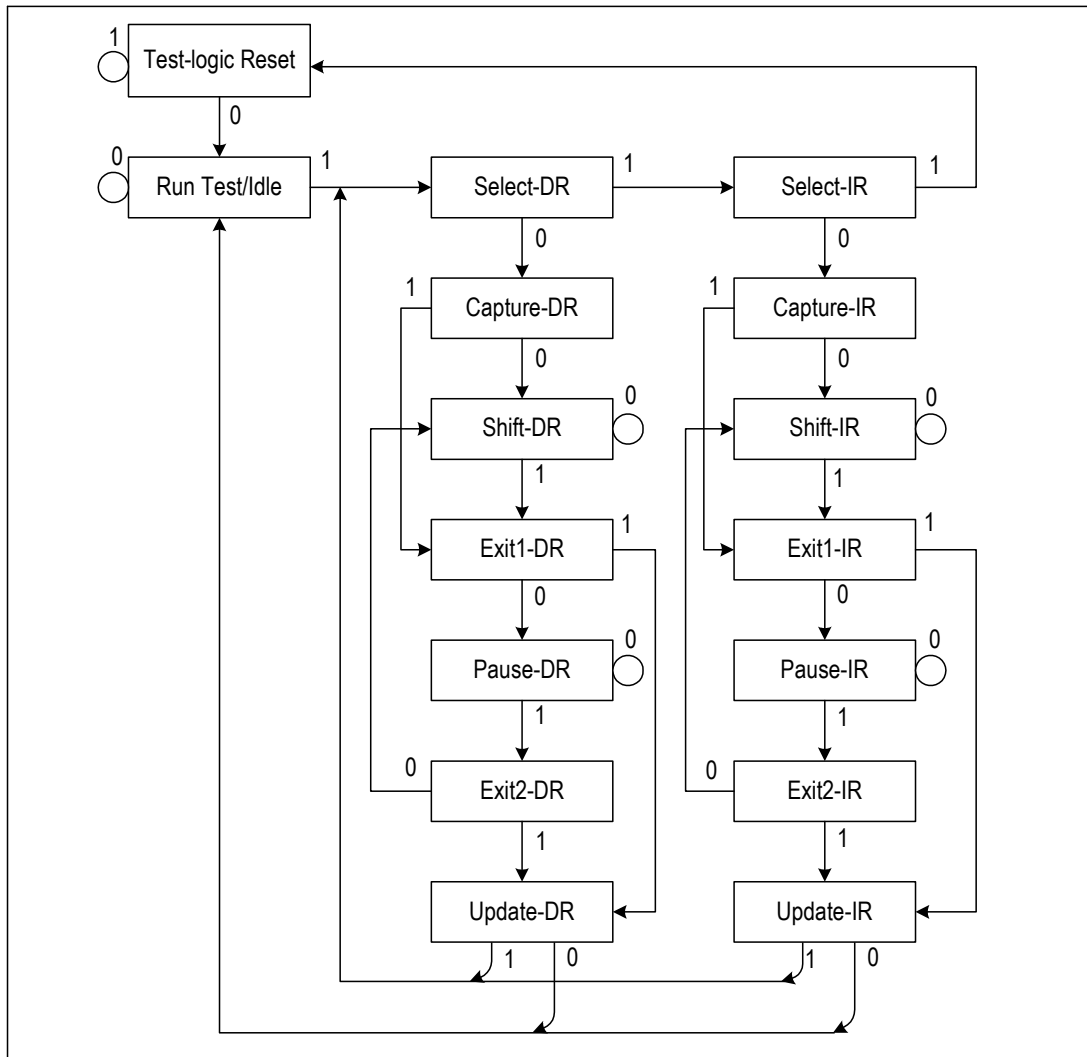 1
Test-logic Reset
0
0
Run Test/Idle
1
Select-DR
1
Select-IR
1
0
0
1
Capture-DR
1
Capture-IR
0
0
Shift-DR
0
Shift-IR
0
1
1
Exit1-DR
1
Exit1-IR
1
0
0
Pause-DR
0
Pause-IR
0
1
1
0
Exit2-DR
0
Exit2-IR
1
1
Update-DR
Update-IR
1
0
1
0